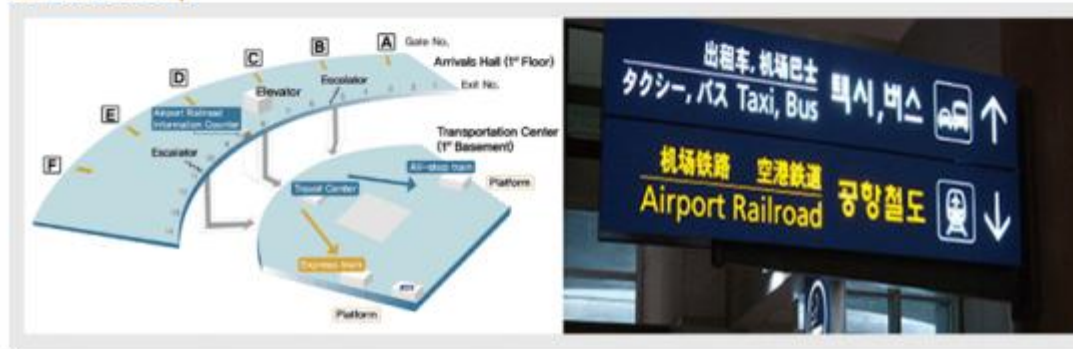 A
Gate No.
B
C
Arrivals Hall (1st Floor)
D
Escalator
Exit No.
Elevator
E
Airport Railroad
Information Counter
Transportation Center
(1st Basement)
F
Escalator
All-stop train
Platform
Travel Center
Express train
Platform
出租车, 机场巴士
タクシー, バス Taxi, Bus 택시, 버스
机场铁路 空港鉄道
Airport Railroad 공항철도